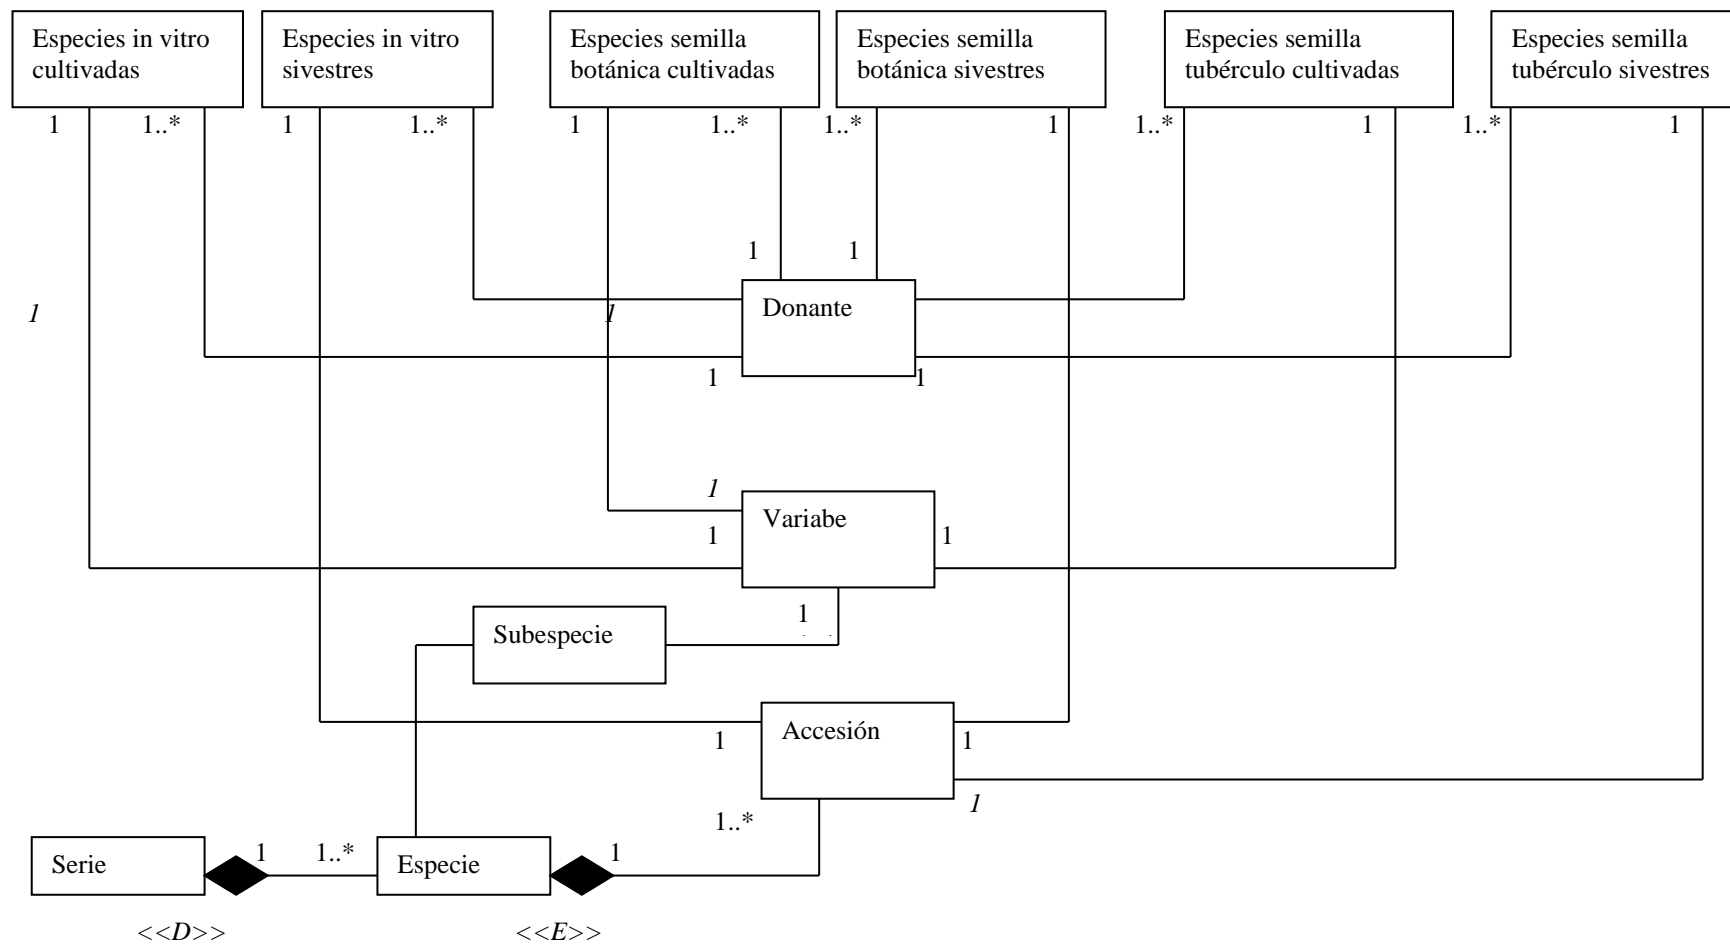 Especies in vitro
cultivadas
Especies in vitro
sivestres
Especies semilla
botánica cultivadas
Especies semilla
botánica sivestres
Especies semilla
tubérculo cultivadas
Especies semilla
tubérculo sivestres
1
1..*
1
1..*
1
1..*
1..*
1
1..*
1
1..*
1
1
1
1
1
Donante
1
1
1
Variabe
1
1
1
Subespecie
Accesión
1
1
1
1..*
Serie
1
1..*
Especie
1
<<D>>
<<E>>